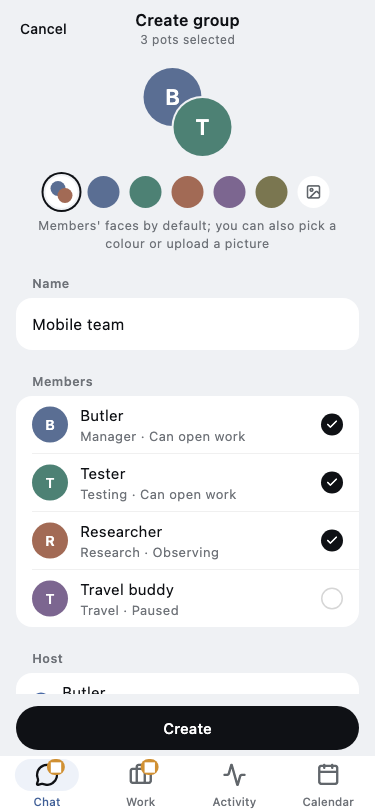 Cancel
Create group
3 pots selected
B
T
Members' faces by default; you can also pick a
colour or upload a picture
Name
Mobile team
Members
B
Butler
Manager · Can open work
T
Tester
Testing · Can open work
R
Researcher
Research · Observing
T
Travel buddy
Travel · Paused
Host
Butler
Create
Chat
Work
Activity
Calendar